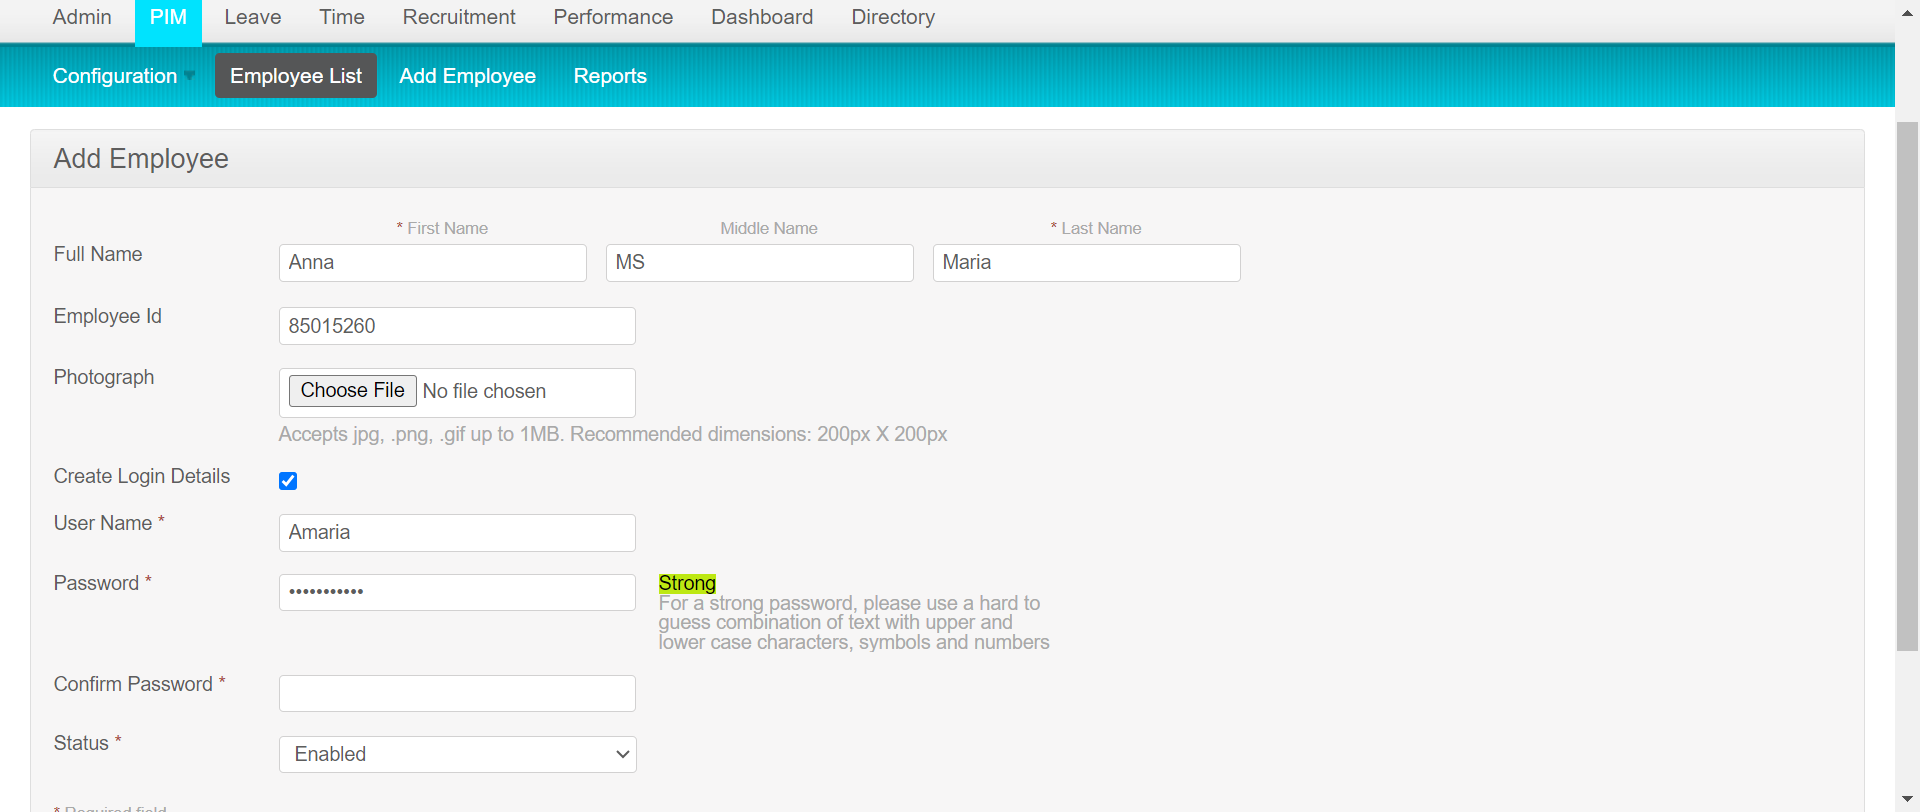 Admin PIM Leave Time Recruitment Performance Dashboard Directory
Configuration Employee List Add Employee Reports
Add Employee
* First Name Middle Name * Last Name
Full Name Anna MS Maria
Employee Id 85015260
Photograph Choose File No file chosen
Accepts jpg, .png, .gif up to 1MB. Recommended dimensions: 200px X 200px
Create Login Details
User Name * Amaria
Password * ••••••••••• Strong
For a strong password, please use a hard to
guess combination of text with upper and
lower case characters, symbols and numbers
Confirm Password *
Status * Enabled
* Required field